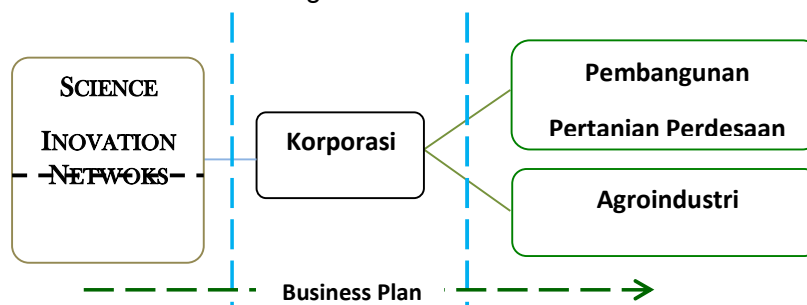 SCIENCE
INOVATION
NETWOKS
Korporasi
Pembangunan
Pertanian Perdesaan
Agroindustri
Business Plan